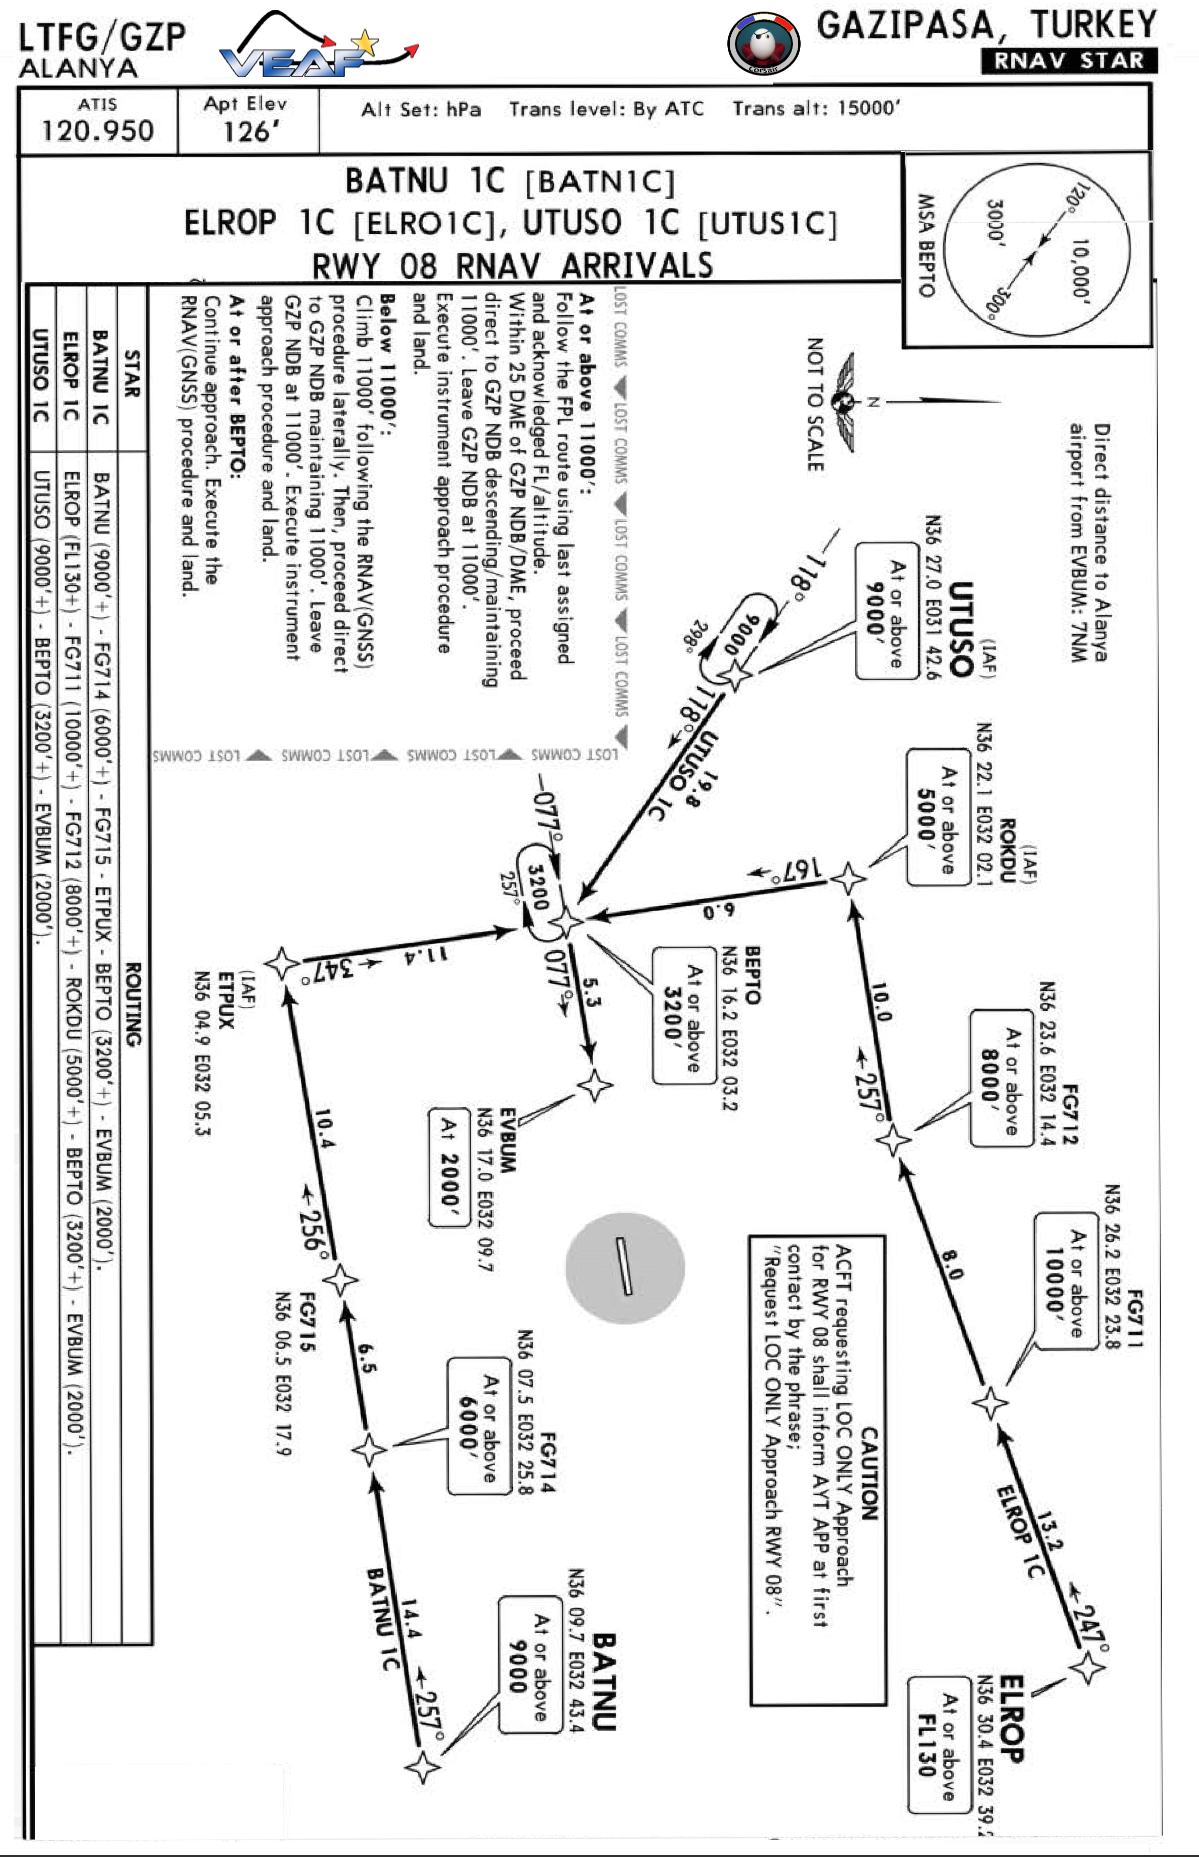 LTFG/GZP
ALANYA
VEAF
Corsair
GAZIPASA, TURKEY
RNAV STAR
ATIS
120.950
Apt Elev
126'
Alt Set: hPa Trans level: By ATC Trans alt: 15000'
BATNU 1C [BATN1C]
ELROP 1C [ELRO1C], UTUSO 1C [UTUS1C]
RWY 08 RNAV ARRIVALS
MSA BEPTO
120°
3000'
10,000'
300°
Direct distance to Alanya
airport from EVBUM: 7NM
N
NOT TO SCALE
LOST COMMS LOST COMMS LOST COMMS LOST COMMS
At or above 11000':
Follow the FPL route using last assigned
and acknowledged FL/altitude.
Within 25 DME of GZP NDB/DME, proceed
direct to GZP NDB descending/maintaining
11000'. Leave GZP NDB at 11000'.
Execute instrument approach procedure
and land.
Below 11000':
Climb 11000' following the RNAV(GNSS)
procedure laterally. Then, proceed direct
to GZP NDB maintaining 11000'. Leave
GZP NDB at 11000'. Execute instrument
approach procedure and land.
At or after BEPTO:
Continue approach. Execute the
RNAV(GNSS) procedure and land.
LOST COMMS LOST COMMS LOST COMMS LOST COMMS
(IAF)
UTUSO
N36 27.0 E031 42.6
At or above
9000'
118°
9000
298°
118°
19.8
UTUSO 1C
(IAF)
ROKDU
N36 22.1 E032 02.1
At or above
5000'
167°
6.0
BEPTO
N36 16.2 E032 03.2
At or above
3200'
077°
3200
257°
077°
5.3
EVBUM
N36 17.0 E032 09.7
At 2000'
FG712
N36 23.6 E032 14.4
At or above
8000'
10.0
257°
FG711
N36 26.2 E032 23.8
At or above
10000'
8.0
ELROP 1C
13.2
247°
ELROP
N36 30.4 E032 39.2
At or above
FL130
CAUTION
ACFT requesting LOC ONLY Approach
for RWY 08 shall inform AYT APP at first
contact by the phrase;
"Request LOC ONLY Approach RWY 08".
(IAF)
ETPUX
N36 04.9 E032 05.3
347°
11.4
10.4
256°
FG715
N36 06.5 E032 17.9
6.5
FG714
N36 07.5 E032 25.8
At or above
6000'
BATNU 1C
14.4
257°
BATNU
N36 09.7 E032 43.4
At or above
9000
STAR ROUTING
BATNU 1C BATNU (9000'+) - FG714 (6000'+) - FG715 - ETPUX - BEPTO (3200'+) - EVBUM (2000').
ELROP 1C ELROP (FL130+) - FG711 (10000'+) - FG712 (8000'+) - ROKDU (5000'+) - BEPTO (3200'+) - EVBUM (2000').
UTUSO 1C UTUSO (9000'+) - BEPTO (3200'+) - EVBUM (2000').